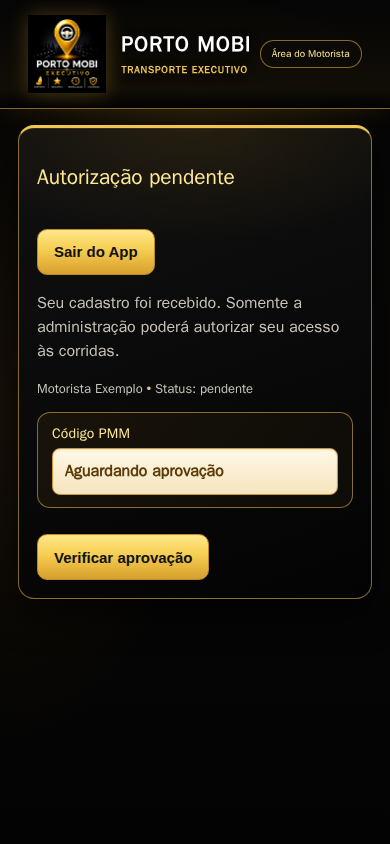 PORTO MOBI
EXECUTIVO
PORTO MOBI
TRANSPORTE EXECUTIVO
Área do Motorista
Autorização pendente
Sair do App
Seu cadastro foi recebido. Somente a
administração poderá autorizar seu acesso
às corridas.
Motorista Exemplo • Status: pendente
Código PMM
Aguardando aprovação
Verificar aprovação